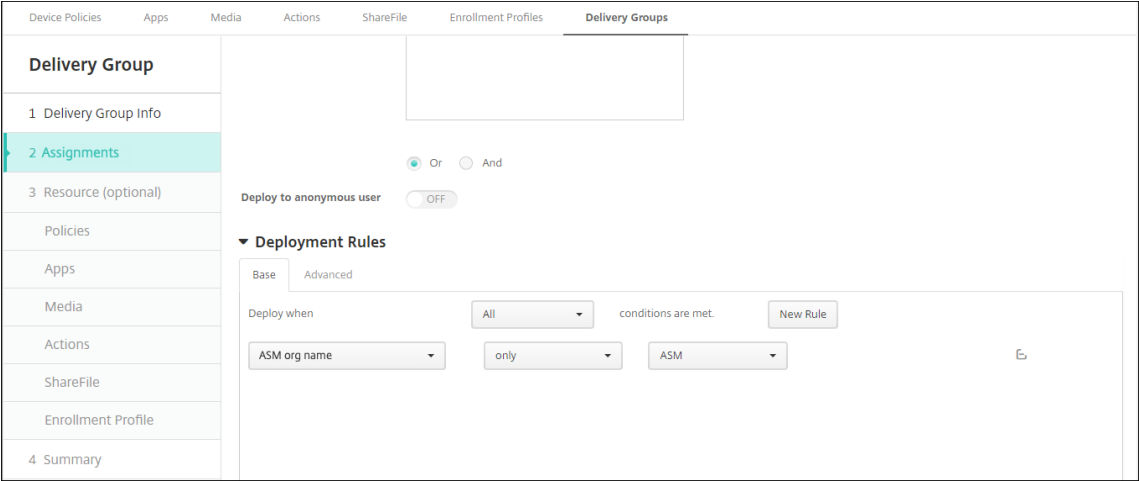 Device Policies Apps Media Actions ShareFile Enrollment Profiles Delivery Groups
Delivery Group
1 Delivery Group Info
2 Assignments
3 Resource (optional)
Policies
Apps
Media
Actions
ShareFile
Enrollment Profile
4 Summary
Or And
Deploy to anonymous user OFF
Deployment Rules
Base Advanced
Deploy when All conditions are met. New Rule
ASM org name only ASM